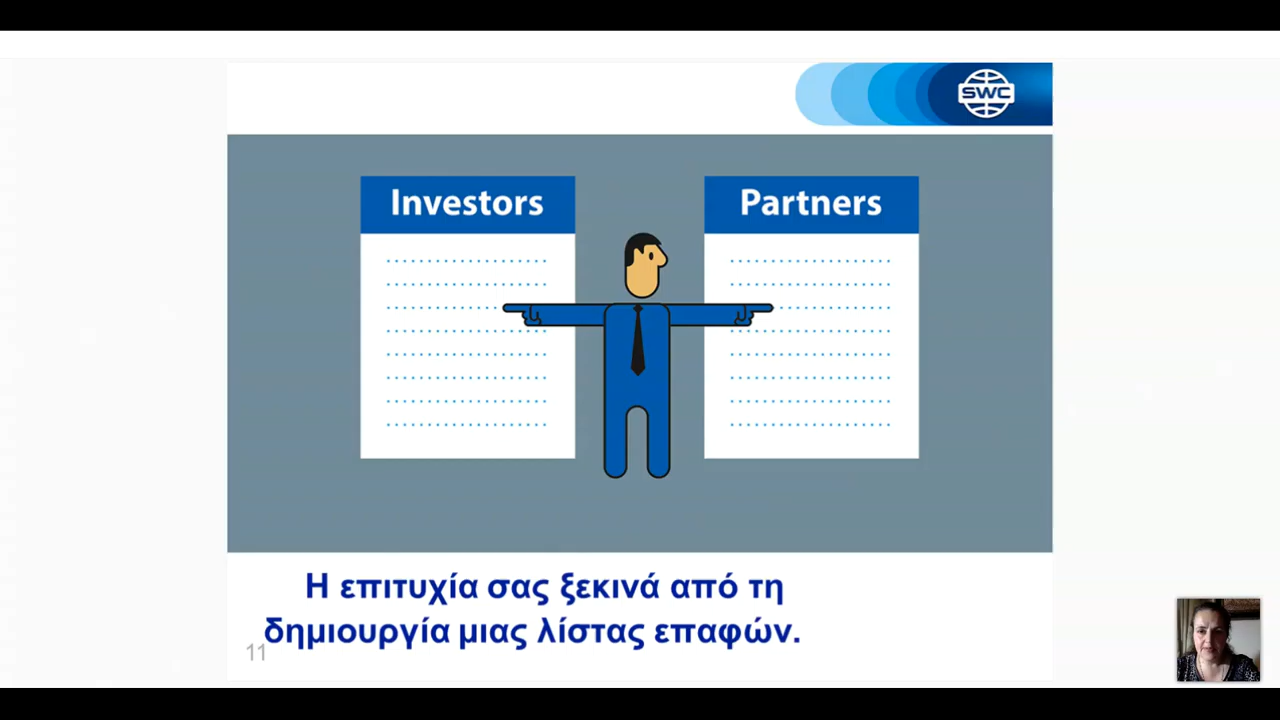 SWC
Investors
Partners
Η επιτυχία σας ξεκινά από τη
δημιουργία μιας λίστας επαφών.
11